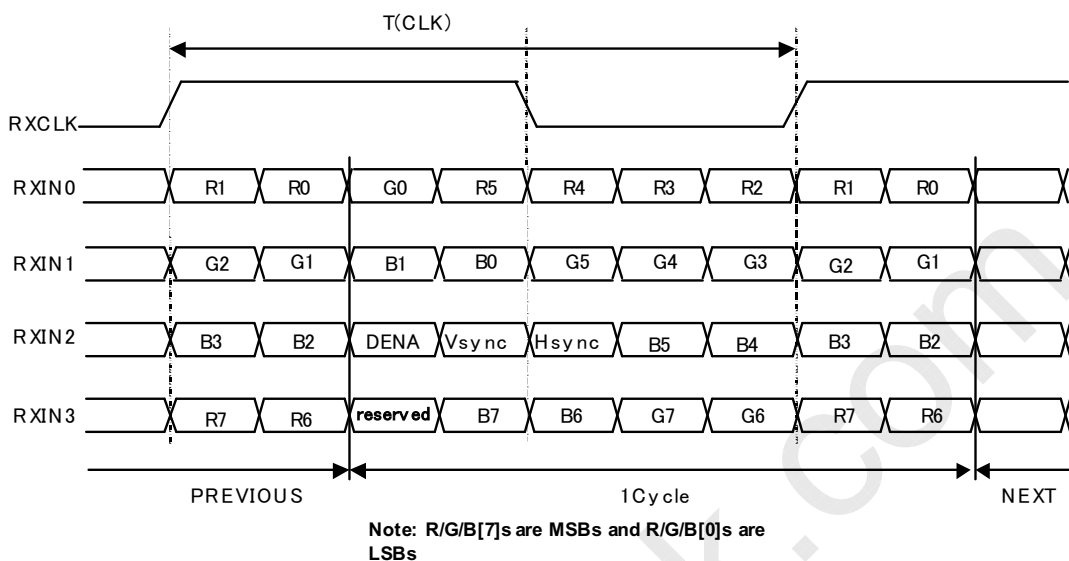 T(CLK)
RXCLK
RXIN0 R1 R0 G0 R5 R4 R3 R2 R1 R0
RXIN1 G2 G1 B1 B0 G5 G4 G3 G2 G1
RXIN2 B3 B2 DENA Vsync Hsync B5 B4 B3 B2
RXIN3 R7 R6 reserved B7 B6 G7 G6 R7 R6
PREVIOUS 1Cycle NEXT
Note: R/G/B[7]s are MSBs and R/G/B[0]s are
LSBs
k.com